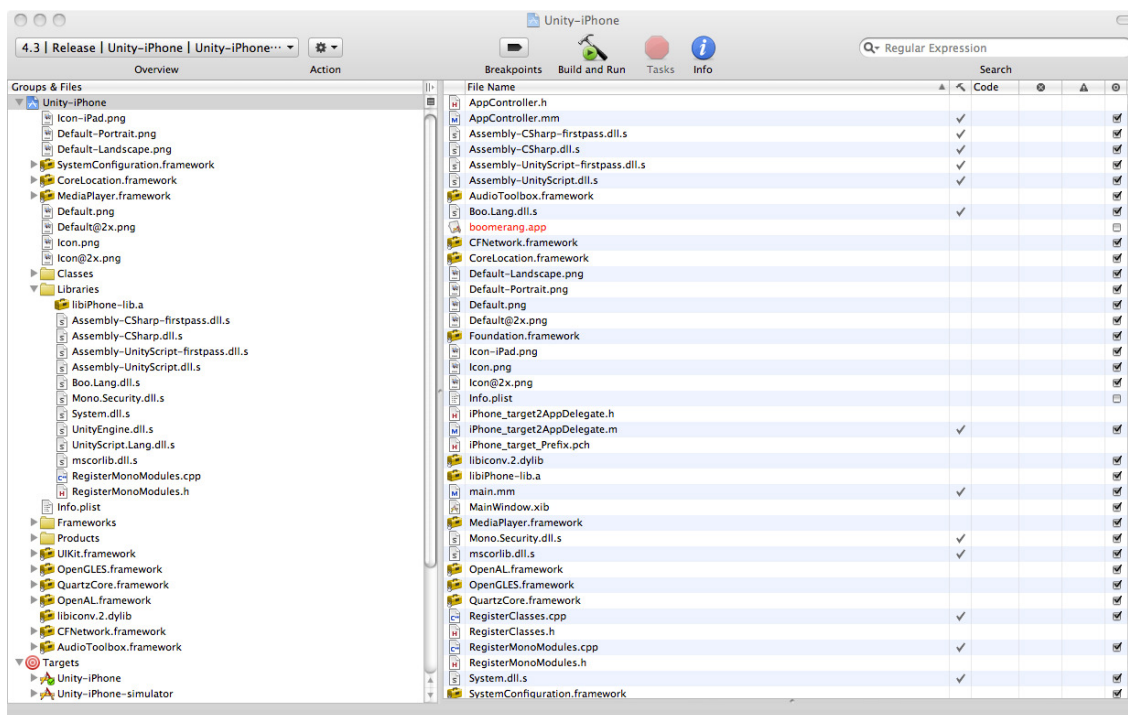 Unity-iPhone
4.3 | Release | Unity-iPhone | Unity-iPhone···
Regular Expression
Overview
Action
Breakpoints
Build and Run
Tasks
Info
Search
Groups & Files
Unity-iPhone
Icon-iPad.png
Default-Portrait.png
Default-Landscape.png
SystemConfiguration.framework
CoreLocation.framework
MediaPlayer.framework
Default.png
Default@2x.png
Icon.png
Icon@2x.png
Classes
Libraries
libiPhone-lib.a
Assembly-CSharp-firstpass.dll.s
Assembly-CSharp.dll.s
Assembly-UnityScript-firstpass.dll.s
Assembly-UnityScript.dll.s
Boo.Lang.dll.s
Mono.Security.dll.s
System.dll.s
UnityEngine.dll.s
UnityScript.Lang.dll.s
mscorlib.dll.s
RegisterMonoModules.cpp
RegisterMonoModules.h
Info.plist
Frameworks
Products
UIKit.framework
OpenGLES.framework
QuartzCore.framework
OpenAL.framework
libiconv.2.dylib
CFNetwork.framework
AudioToolbox.framework
Targets
Unity-iPhone
Unity-iPhone-simulator
File Name
Code
AppController.h
AppController.mm
Assembly-CSharp-firstpass.dll.s
Assembly-CSharp.dll.s
Assembly-UnityScript-firstpass.dll.s
Assembly-UnityScript.dll.s
AudioToolbox.framework
Boo.Lang.dll.s
boomerang.app
CFNetwork.framework
CoreLocation.framework
Default-Landscape.png
Default-Portrait.png
Default.png
Default@2x.png
Foundation.framework
Icon-iPad.png
Icon.png
Icon@2x.png
Info.plist
iPhone_target2AppDelegate.h
iPhone_target2AppDelegate.m
iPhone_target_Prefix.pch
libiconv.2.dylib
libiPhone-lib.a
main.mm
MainWindow.xib
MediaPlayer.framework
Mono.Security.dll.s
mscorlib.dll.s
OpenAL.framework
OpenGLES.framework
QuartzCore.framework
RegisterClasses.cpp
RegisterClasses.h
RegisterMonoModules.cpp
RegisterMonoModules.h
System.dll.s
SystemConfiguration.framework